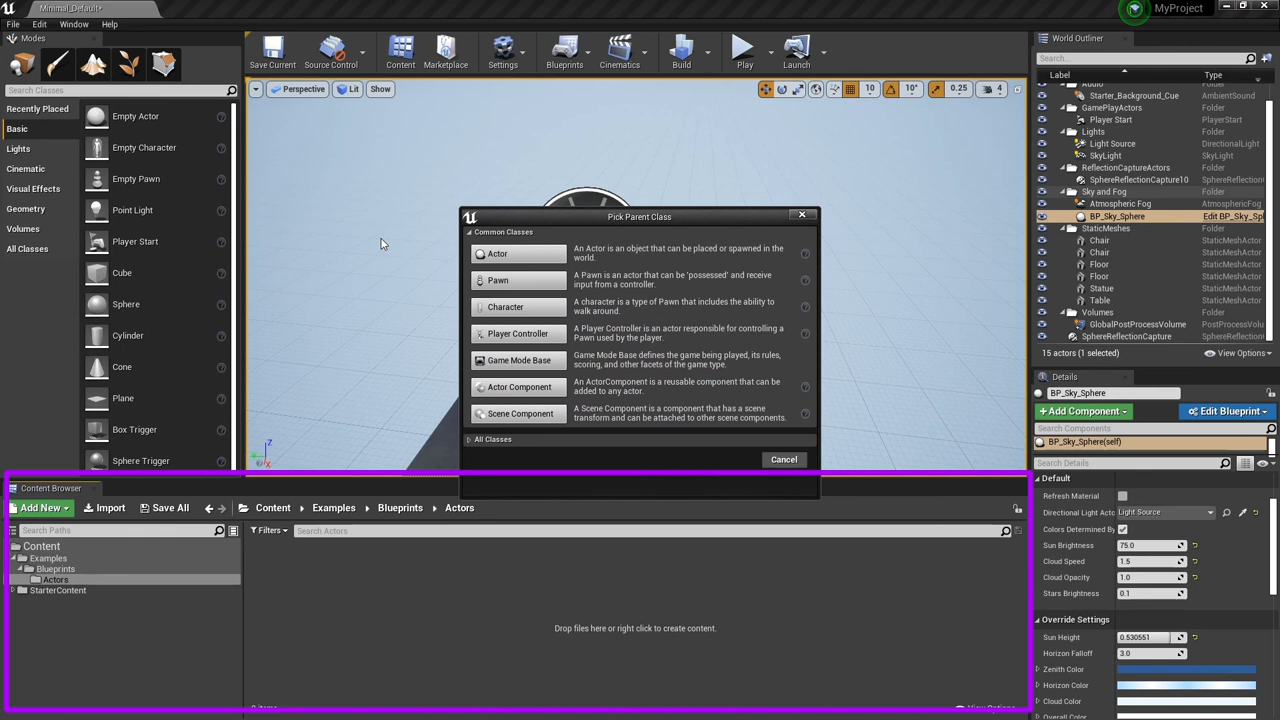 Minimal_Default*
MyProject
File Edit Window Help
Modes
Search Classes
Recently Placed
Basic
Lights
Cinematic
Visual Effects
Geometry
Volumes
All Classes
Empty Actor
Empty Character
Empty Pawn
Point Light
Player Start
Cube
Sphere
Cylinder
Cone
Plane
Box Trigger
Sphere Trigger
Save Current Source Control Content Marketplace Settings Blueprints Cinematics Build Play Launch
Perspective Lit Show
10 10° 0.25 4
Pick Parent Class
Common Classes
Actor An Actor is an object that can be placed or spawned in the
world.
Pawn A Pawn is an actor that can be 'possessed' and receive
input from a controller.
Character A character is a type of Pawn that includes the ability to
walk around.
Player Controller A Player Controller is an actor responsible for controlling a
Pawn used by the player.
Game Mode Base Game Mode Base defines the game being played, its rules,
scoring, and other facets of the game type.
Actor Component An ActorComponent is a reusable component that can be
added to any actor.
Scene Component A Scene Component is a component that has a scene
transform and can be attached to other scene components.
All Classes
Cancel
World Outliner
Search...
Label Type
Audio Folder
Starter_Background_Cue AmbientSound
GamePlayActors Folder
Player Start PlayerStart
Lights Folder
Light Source DirectionalLight
SkyLight SkyLight
ReflectionCaptureActors Folder
SphereReflectionCapture10 SphereReflecti
Sky and Fog Folder
Atmospheric Fog AtmosphericFog
BP_Sky_Sphere Edit BP_Sky_Sp
StaticMeshes Folder
Chair StaticMeshActor
Chair StaticMeshActor
Floor StaticMeshActor
Floor StaticMeshActor
Statue StaticMeshActor
Table StaticMeshActor
Volumes Folder
GlobalPostProcessVolume PostProcessVolu
SphereReflectionCapture SphereReflecti
15 actors (1 selected) View Options
Details
BP_Sky_Sphere
+Add Component Edit Blueprint
Search Components
BP_Sky_Sphere(self)
Search Details
Default
Refresh Material
Directional Light Acto Light Source
Colors Determined By
Sun Brightness 75.0
Cloud Speed 1.5
Cloud Opacity 1.0
Stars Brightness 0.1
Override Settings
Sun Height 0.530551
Horizon Falloff 3.0
Zenith Color
Horizon Color
Cloud Color
Overall Color
Content Browser
Add New Import Save All Content Examples Blueprints Actors
Search Paths
Filters Search Actors
Content
Examples
Blueprints
Actors
StarterContent
Drop files here or right click to create content.
0 items View Options